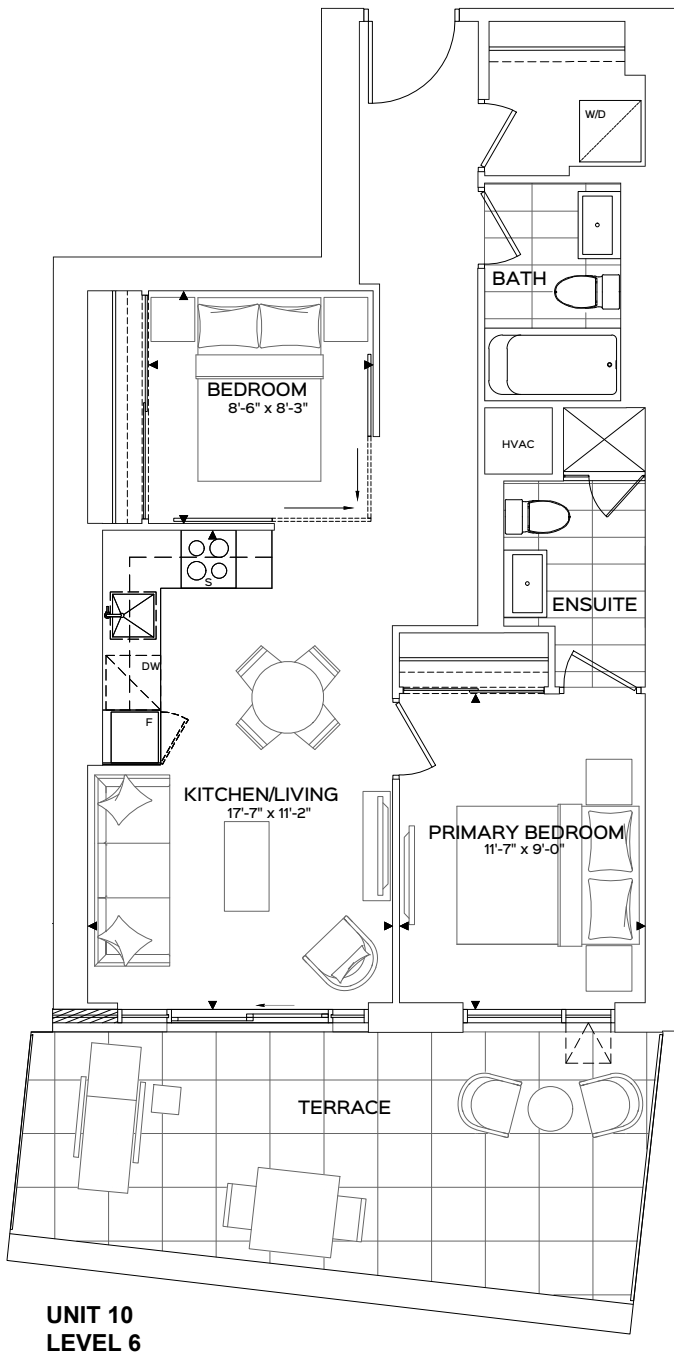 W/D
BATH
BEDROOM
8'-6" x 8'-3"
HVAC
S
ENSUITE
DW
F
KITCHEN/LIVING
17'-7" x 11'-2"
PRIMARY BEDROOM
11'-7" x 9'-0"
TERRACE
UNIT 10
LEVEL 6